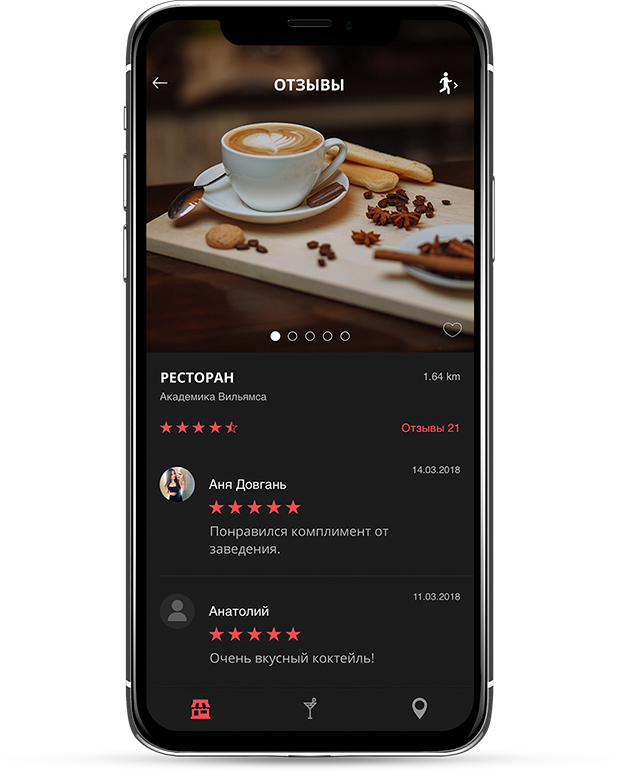 ОТЗЫВЫ
РЕСТОРАН
1.64 km
Академика Вильямса
Отзывы 21
14.03.2018
Аня Довгань
Понравился комплимент от
заведения.
11.03.2018
Анатолий
Очень вкусный коктейль!